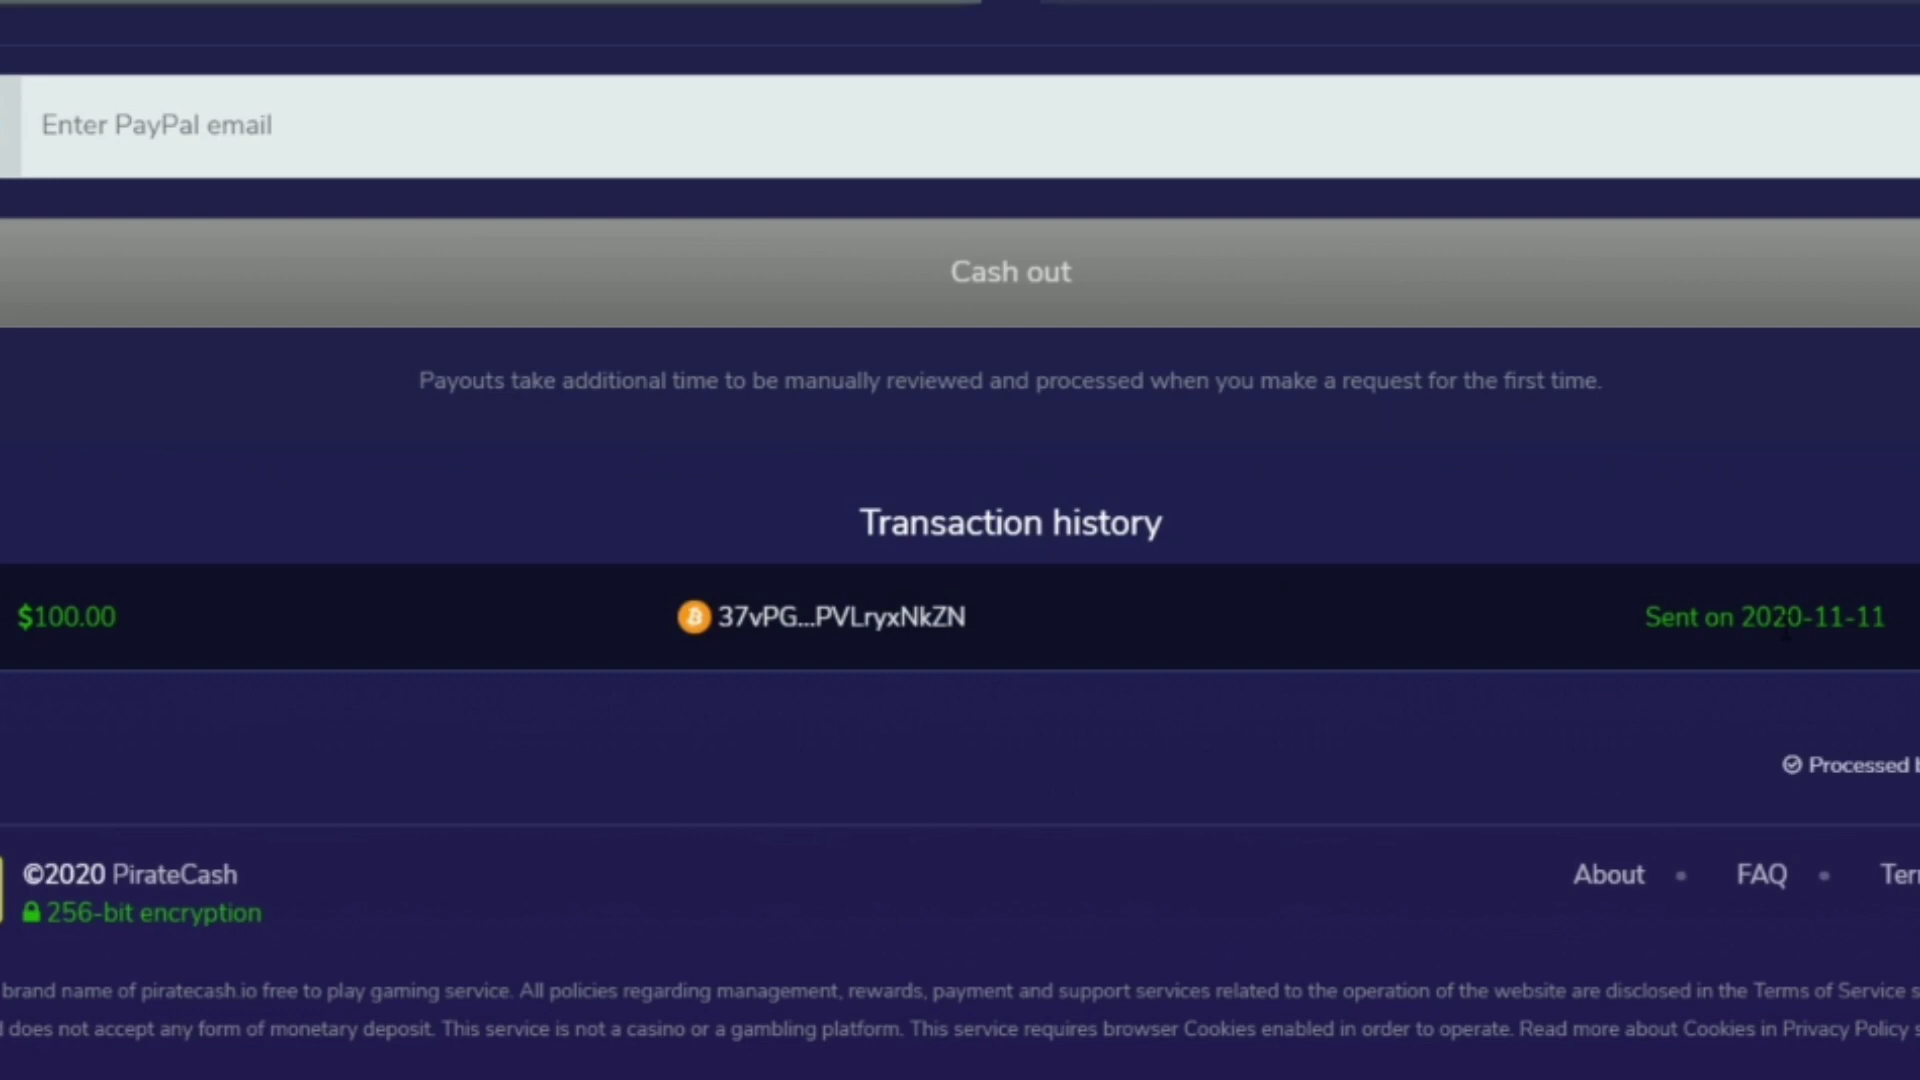 Enter PayPal email
Cash out
Payouts take additional time to be manually reviewed and processed when you make a request for the first time.
Transaction history
$100.00 37vPG...PVLryxNkZN Sent on 2020-11-11
Processed
©2020 PirateCash About • FAQ •
256-bit encryption
brand name of piratecash.io free to play gaming service. All policies regarding management, rewards, payment and support services related to the operation of the website are disclosed in the Terms of Service
does not accept any form of monetary deposit. This service is not a casino or a gambling platform. This service requires browser Cookies enabled in order to operate. Read more about Cookies in Privacy Policy